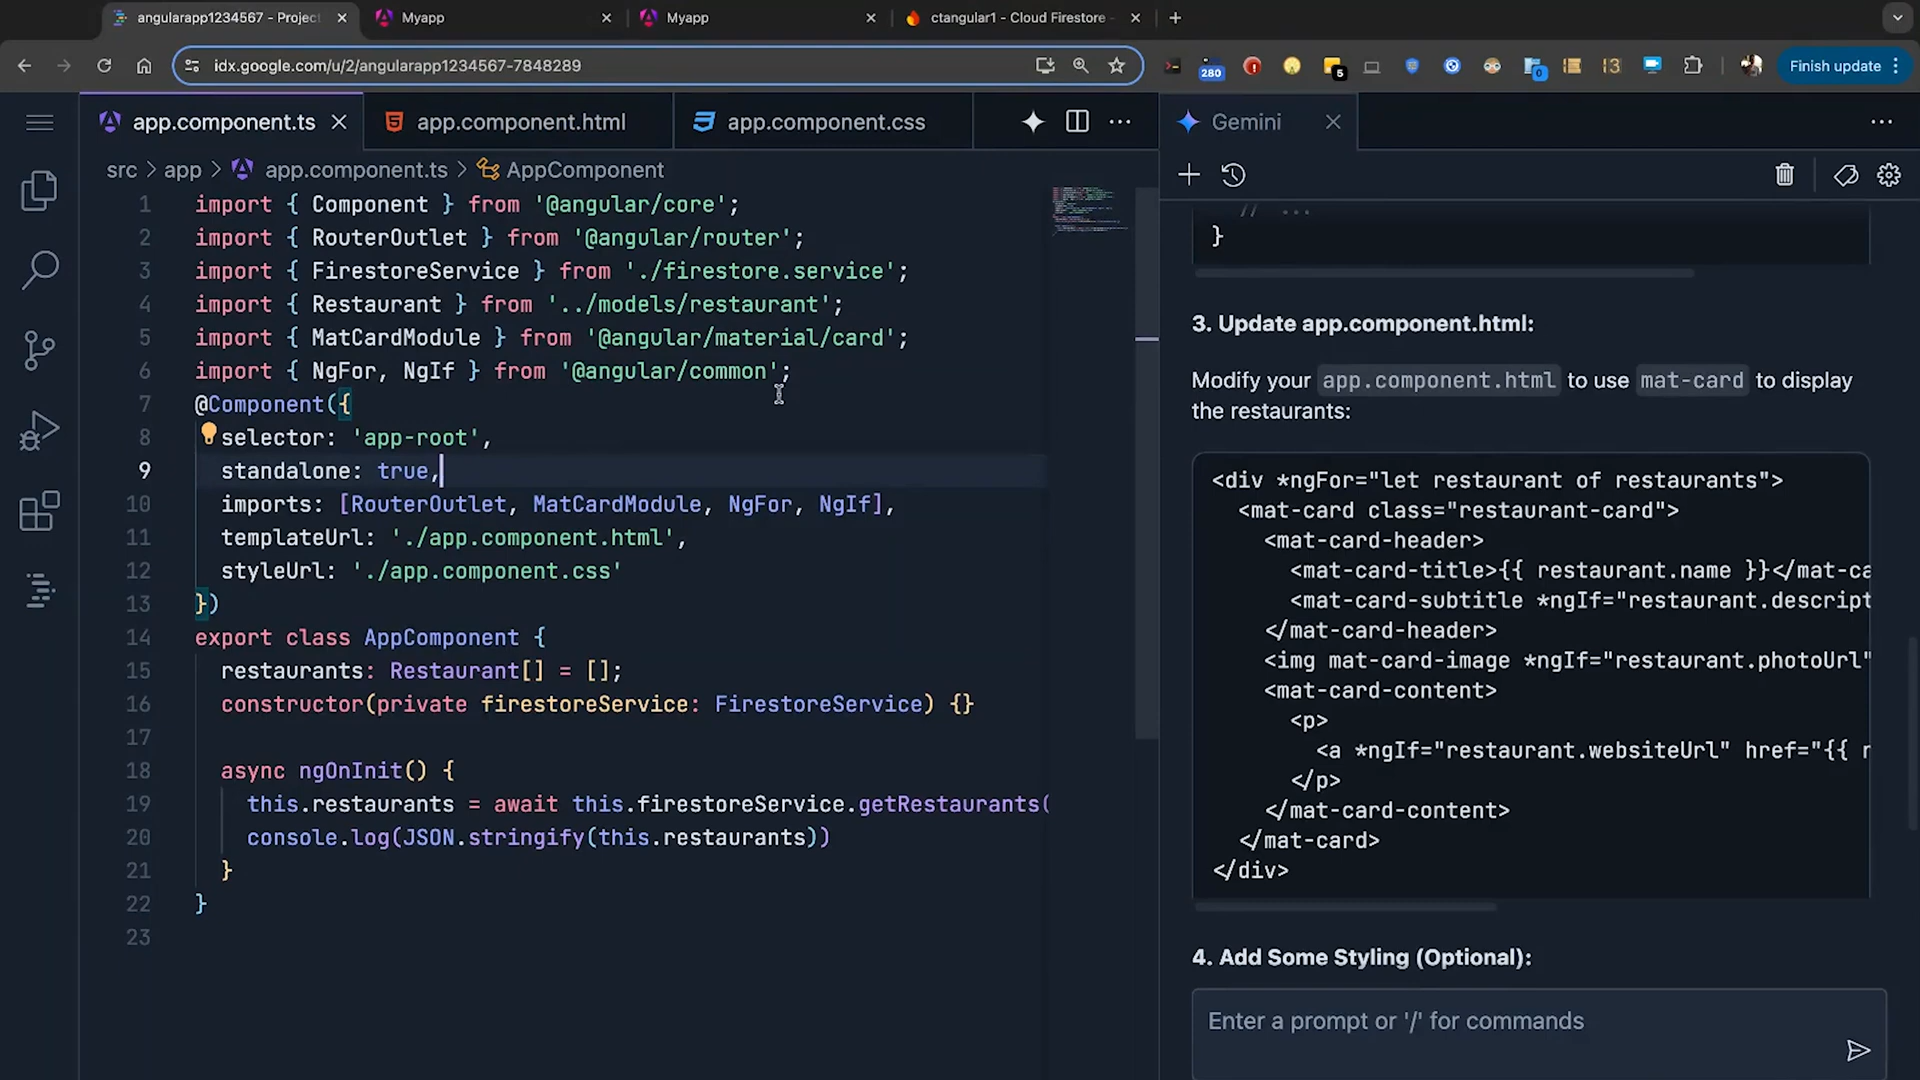 angularapp1234567 - Project
Myapp
Myapp
ctangular1 - Cloud Firestore -
idx.google.com/u/2/angularapp1234567-7848289
280
5
0
13
Finish update
app.component.ts
app.component.html
app.component.css
src > app > app.component.ts > AppComponent
1 import { Component } from '@angular/core';
2 import { RouterOutlet } from '@angular/router';
3 import { FirestoreService } from './firestore.service';
4 import { Restaurant } from '../models/restaurant';
5 import { MatCardModule } from '@angular/material/card';
6 import { NgFor, NgIf } from '@angular/common';
7 @Component({
8 selector: 'app-root',
9 standalone: true,
10 imports: [RouterOutlet, MatCardModule, NgFor, NgIf],
11 templateUrl: './app.component.html',
12 styleUrl: './app.component.css'
13 })
14 export class AppComponent {
15 restaurants: Restaurant[] = [];
16 constructor(private firestoreService: FirestoreService) {}
17
18 async ngOnInit() {
19 this.restaurants = await this.firestoreService.getRestaurants(
20 console.log(JSON.stringify(this.restaurants))
21 }
22 }
23
Gemini
// ...
}
3. Update app.component.html:
Modify your app.component.html to use mat-card to display
the restaurants:
<div *ngFor="let restaurant of restaurants">
<mat-card class="restaurant-card">
<mat-card-header>
<mat-card-title>{{ restaurant.name }}</mat-ca
<mat-card-subtitle *ngIf="restaurant.descript
</mat-card-header>
<img mat-card-image *ngIf="restaurant.photoUrl"
<mat-card-content>
<p>
<a *ngIf="restaurant.websiteUrl" href="{{ r
</p>
</mat-card-content>
</mat-card>
</div>
4. Add Some Styling (Optional):
Enter a prompt or '/' for commands